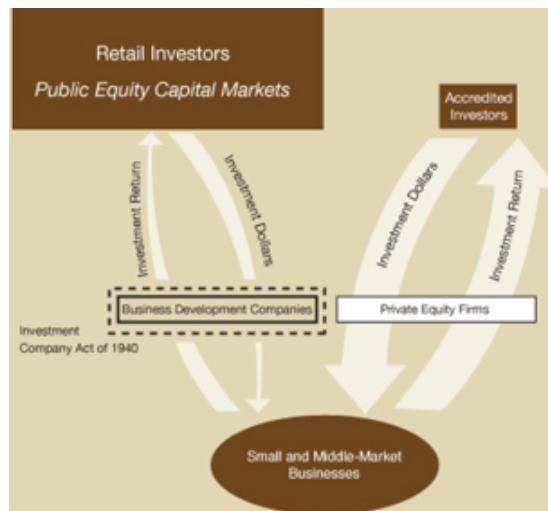 Retail Investors
Public Equity Capital Markets
Accredited
Investors
Investment Return
Investment Dollars
Investment Dollars
Investment Return
Business Development Companies
Private Equity Firms
Investment
Company Act of 1940
Small and Middle-Market
Businesses